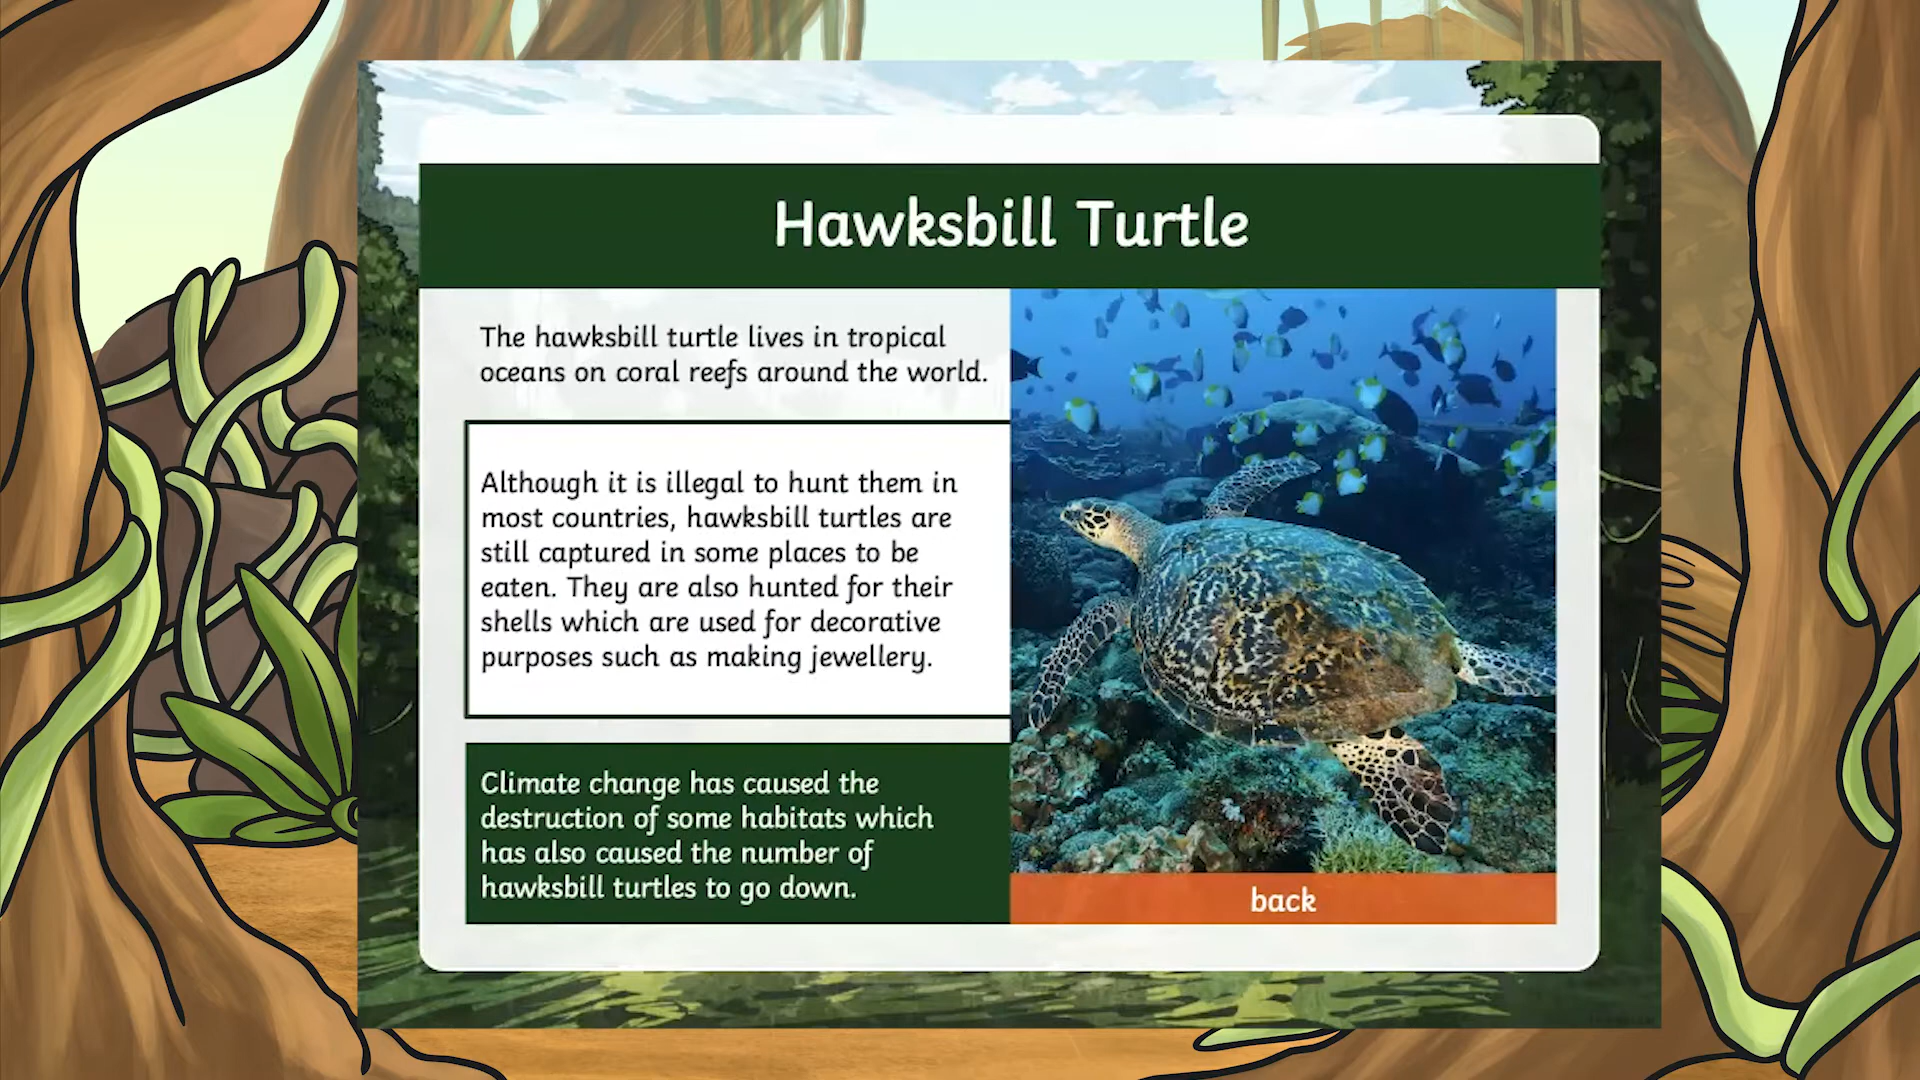 Hawksbill Turtle
The hawksbill turtle lives in tropical
oceans on coral reefs around the world.
Although it is illegal to hunt them in
most countries, hawksbill turtles are
still captured in some places to be
eaten. They are also hunted for their
shells which are used for decorative
purposes such as making jewellery.
Climate change has caused the
destruction of some habitats which
has also caused the number of
hawksbill turtles to go down.
back